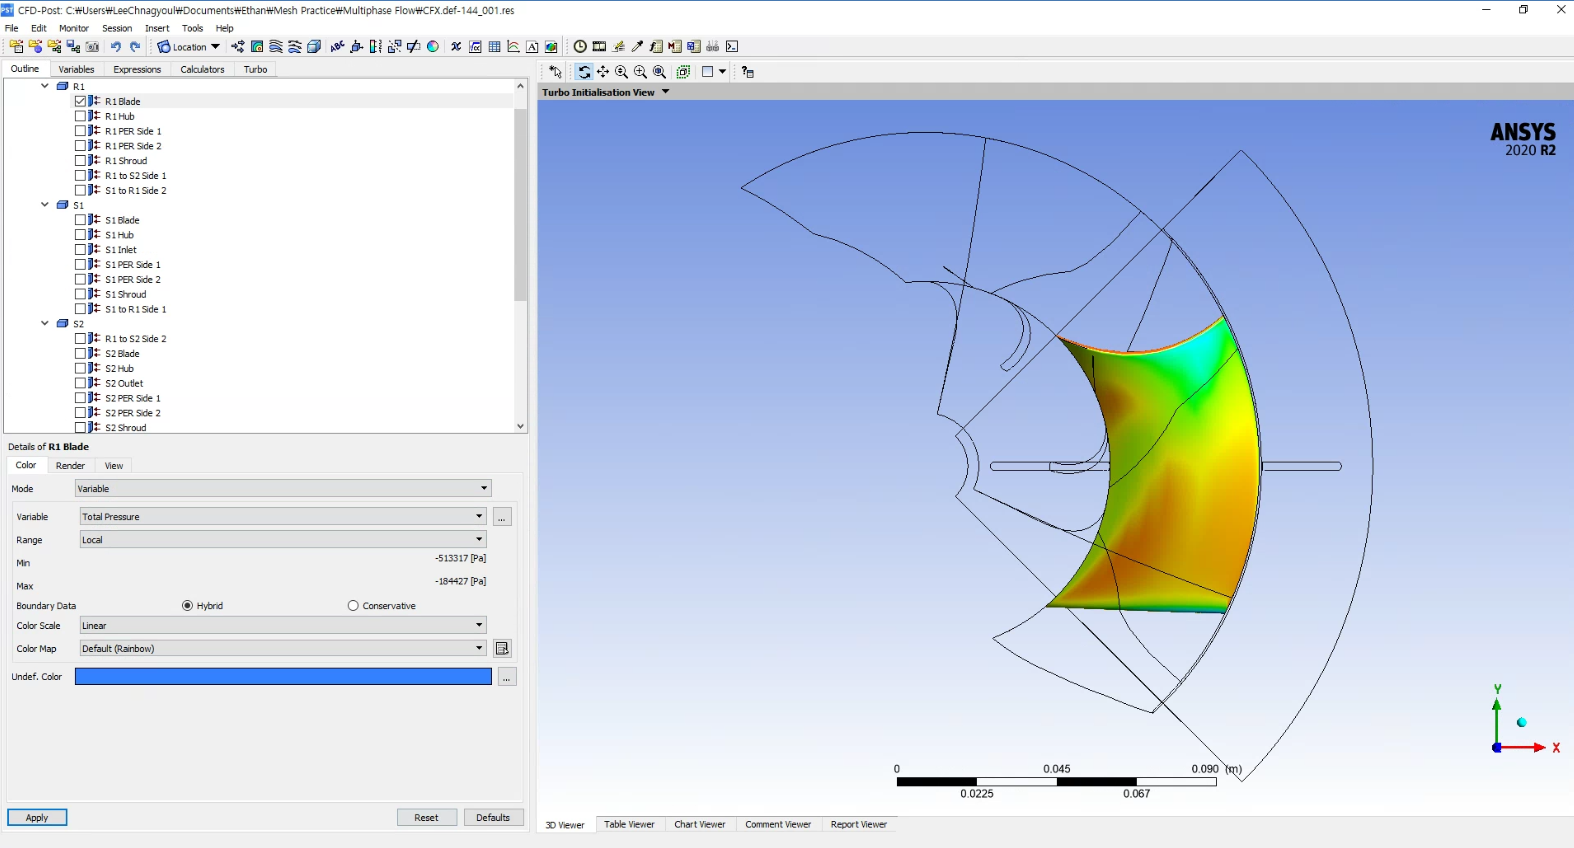 CFD-Post: C:₩Users₩LeeChnagyoul₩Documents₩Ethan₩Mesh Practice₩Multiphase Flow₩CFX.def-144_001.res
File Edit Monitor Session Insert Tools Help
Location
Outline Variables Expressions Calculators Turbo
R1
R1 Blade
R1 Hub
R1 PER Side 1
R1 PER Side 2
R1 Shroud
R1 to S2 Side 1
S1 to R1 Side 2
S1
S1 Blade
S1 Hub
S1 Inlet
S1 PER Side 1
S1 PER Side 2
S1 Shroud
S1 to R1 Side 1
S2
R1 to S2 Side 2
S2 Blade
S2 Hub
S2 Outlet
S2 PER Side 1
S2 PER Side 2
S2 Shroud
Details of R1 Blade
Color Render View
Mode Variable
Variable Total Pressure ...
Range Local
Min -513317 [Pa]
Max -184427 [Pa]
Boundary Data Hybrid Conservative
Color Scale Linear
Color Map Default (Rainbow)
Undef. Color ...
Apply Reset Defaults
Turbo Initialisation View
ANSYS
2020 R2
Y
X
0 0.045 0.090 (m)
0.0225 0.067
3D Viewer Table Viewer Chart Viewer Comment Viewer Report Viewer